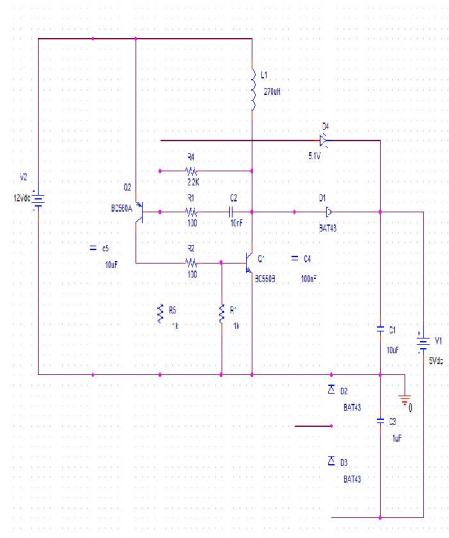 L1
270uH
D4
5.1V
R4
2.2K
V2
12Vdc
Q2
BC560A
R1
100
C2
10nF
D1
BAT43
c5
10uF
R2
100
Q1
BC550B
C4
100nF
R5
1k
R1
1k
C1
10uF
V1
5Vdc
D2
BAT43
0
C3
1uF
D3
BAT43